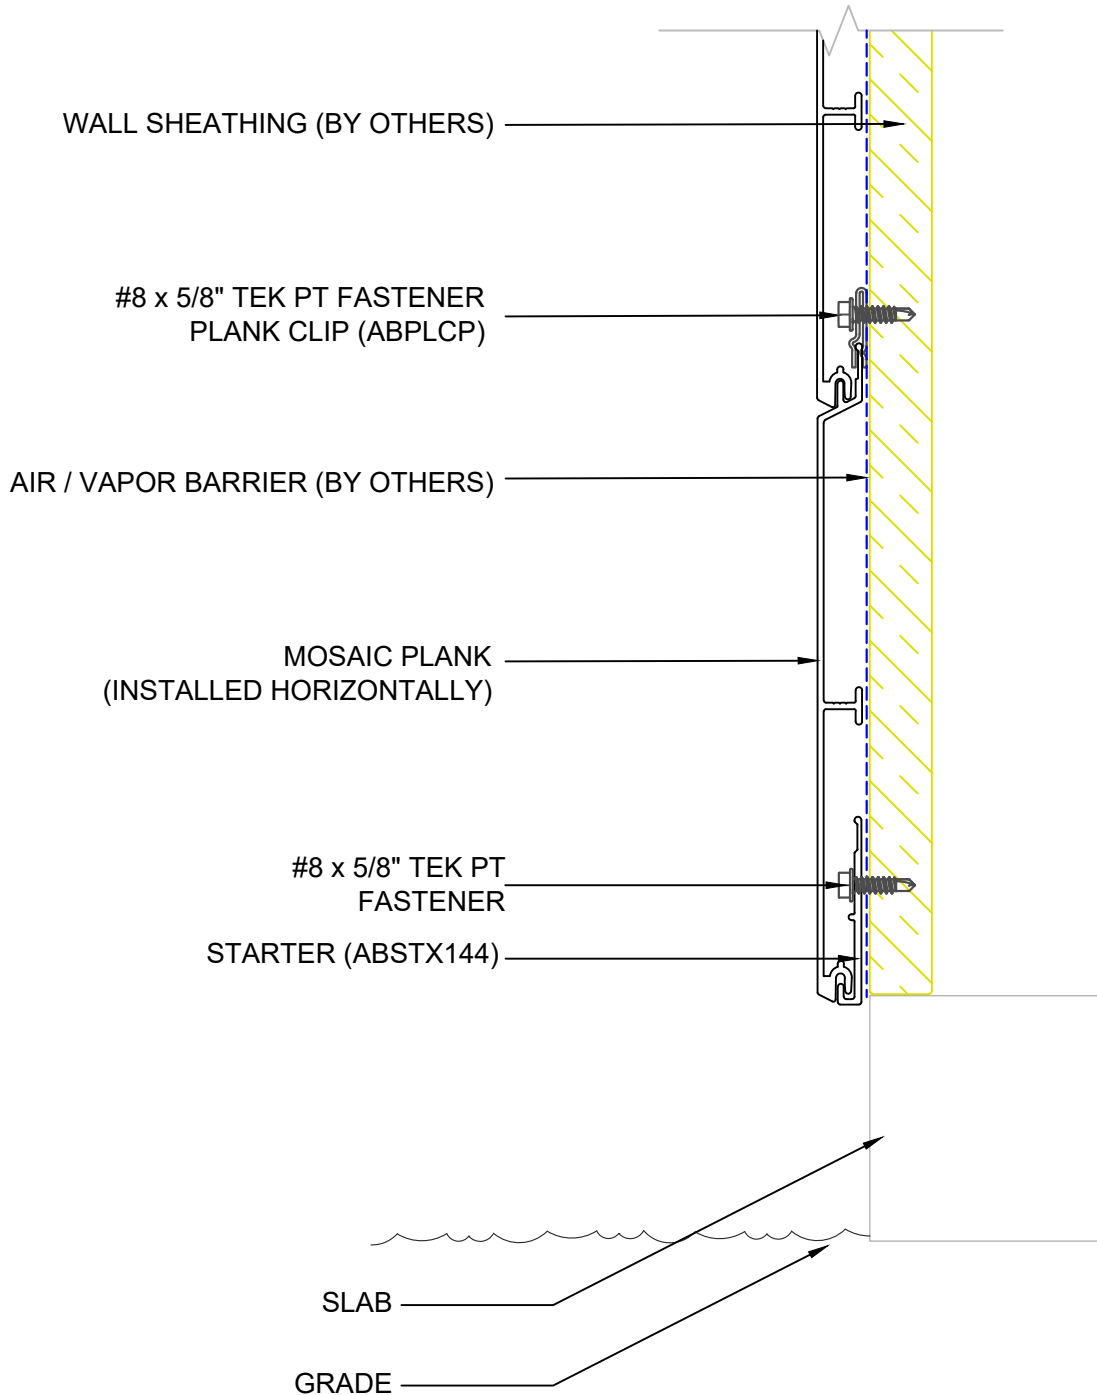 WALL SHEATHING (BY OTHERS)
#8 x 5/8" TEK PT FASTENER
PLANK CLIP (ABPLCP)
AIR / VAPOR BARRIER (BY OTHERS)
MOSAIC PLANK
(INSTALLED HORIZONTALLY)
#8 x 5/8" TEK PT
FASTENER
STARTER (ABSTX144)
SLAB
GRADE